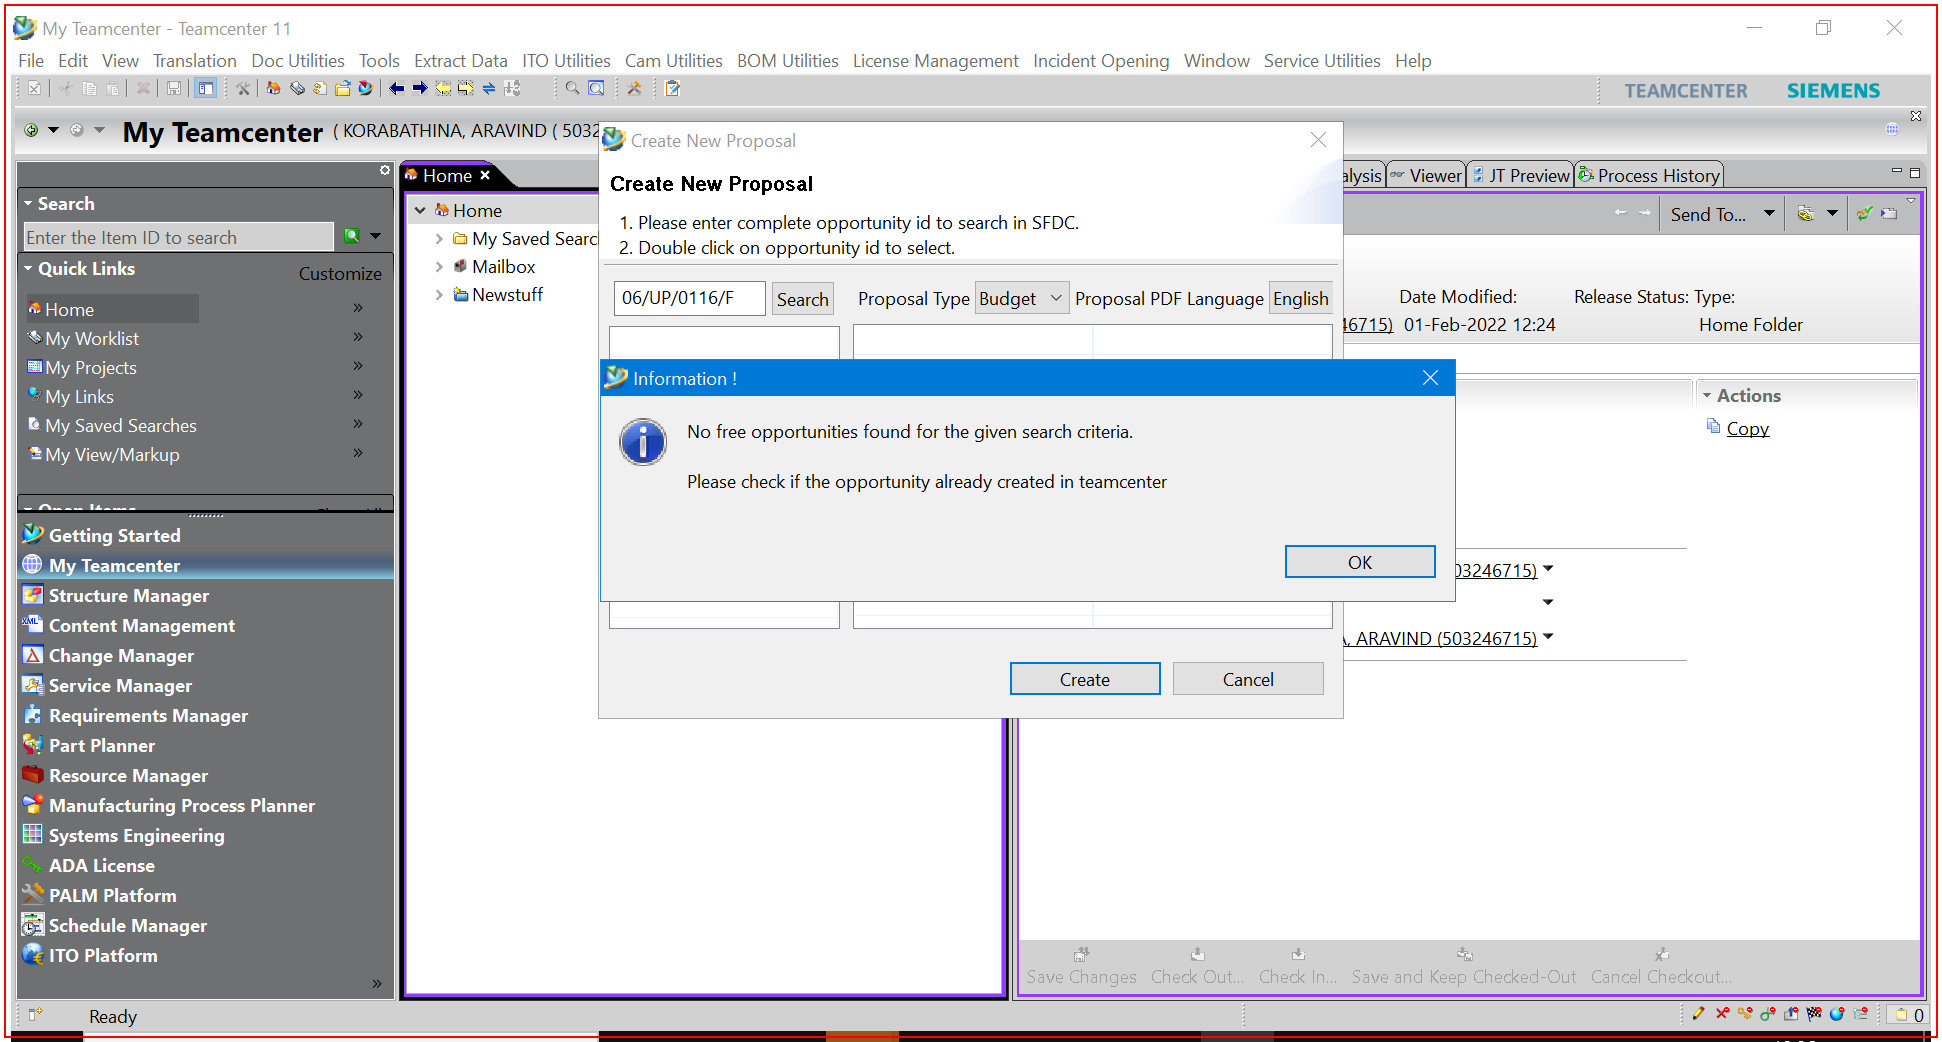 My Teamcenter - Teamcenter 11
File Edit View Translation Doc Utilities Tools Extract Data ITO Utilities Cam Utilities BOM Utilities License Management Incident Opening Window Service Utilities Help
TEAMCENTER SIEMENS
My Teamcenter ( KORABATHINA, ARAVIND ( 5032
Search
Enter the Item ID to search
Quick Links
Customize
Home
My Worklist
My Projects
My Links
My Saved Searches
My View/Markup
Open Items
Getting Started
My Teamcenter
Structure Manager
Content Management
Change Manager
Service Manager
Requirements Manager
Part Planner
Resource Manager
Manufacturing Process Planner
Systems Engineering
ADA License
PALM Platform
Schedule Manager
ITO Platform
Home
Home
My Saved Searc
Mailbox
Newstuff
Create New Proposal
Create New Proposal
1. Please enter complete opportunity id to search in SFDC.
2. Double click on opportunity id to select.
06/UP/0116/F Search Proposal Type Budget Proposal PDF Language English
Information !
No free opportunities found for the given search criteria.
Please check if the opportunity already created in teamcenter
OK
Create Cancel
alysis Viewer JT Preview Process History
Send To...
Date Modified: Release Status: Type:
46715) 01-Feb-2022 12:24 Home Folder
Actions
Copy
03246715)
, ARAVIND (503246715)
Save Changes Check Out... Check In... Save and Keep Checked-Out Cancel Checkout...
Ready
0